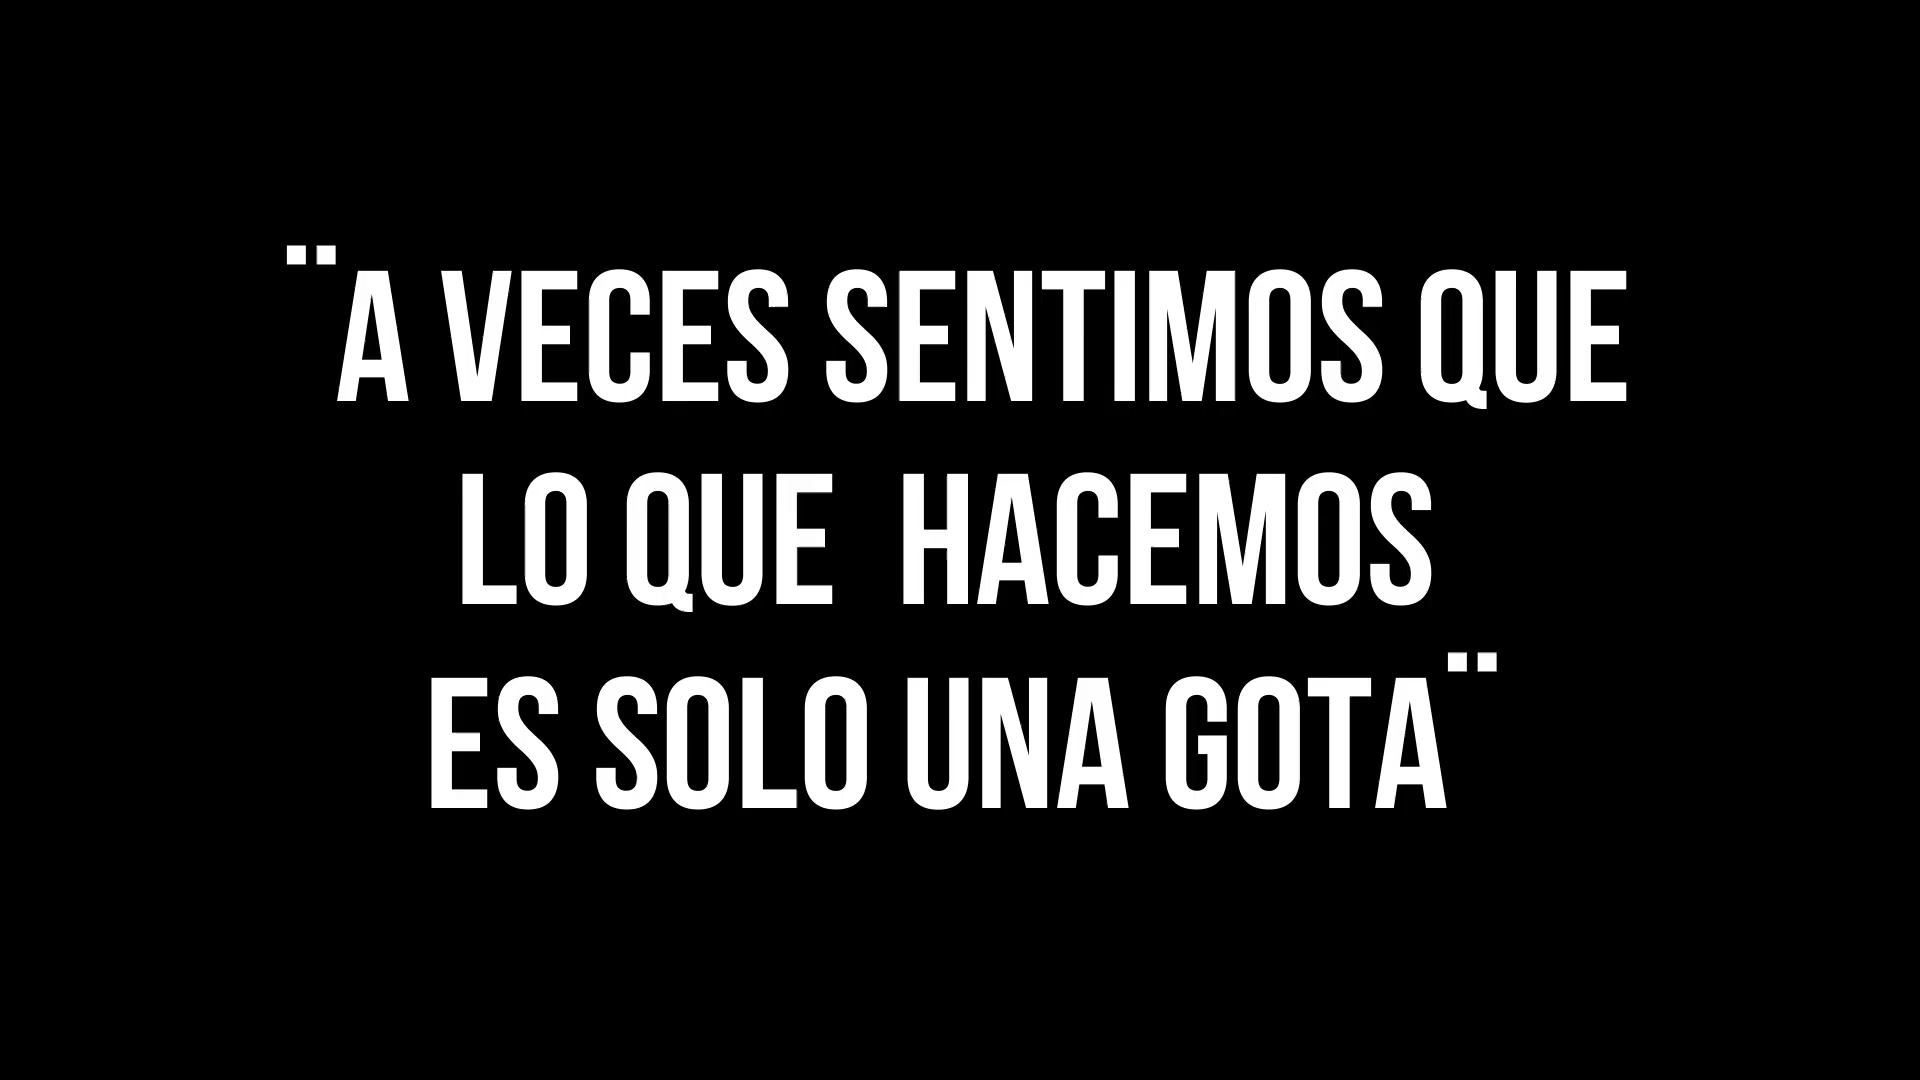 ¨A VECES SENTIMOS QUE
LO QUE  HACEMOS
ES SOLO UNA GOTA¨